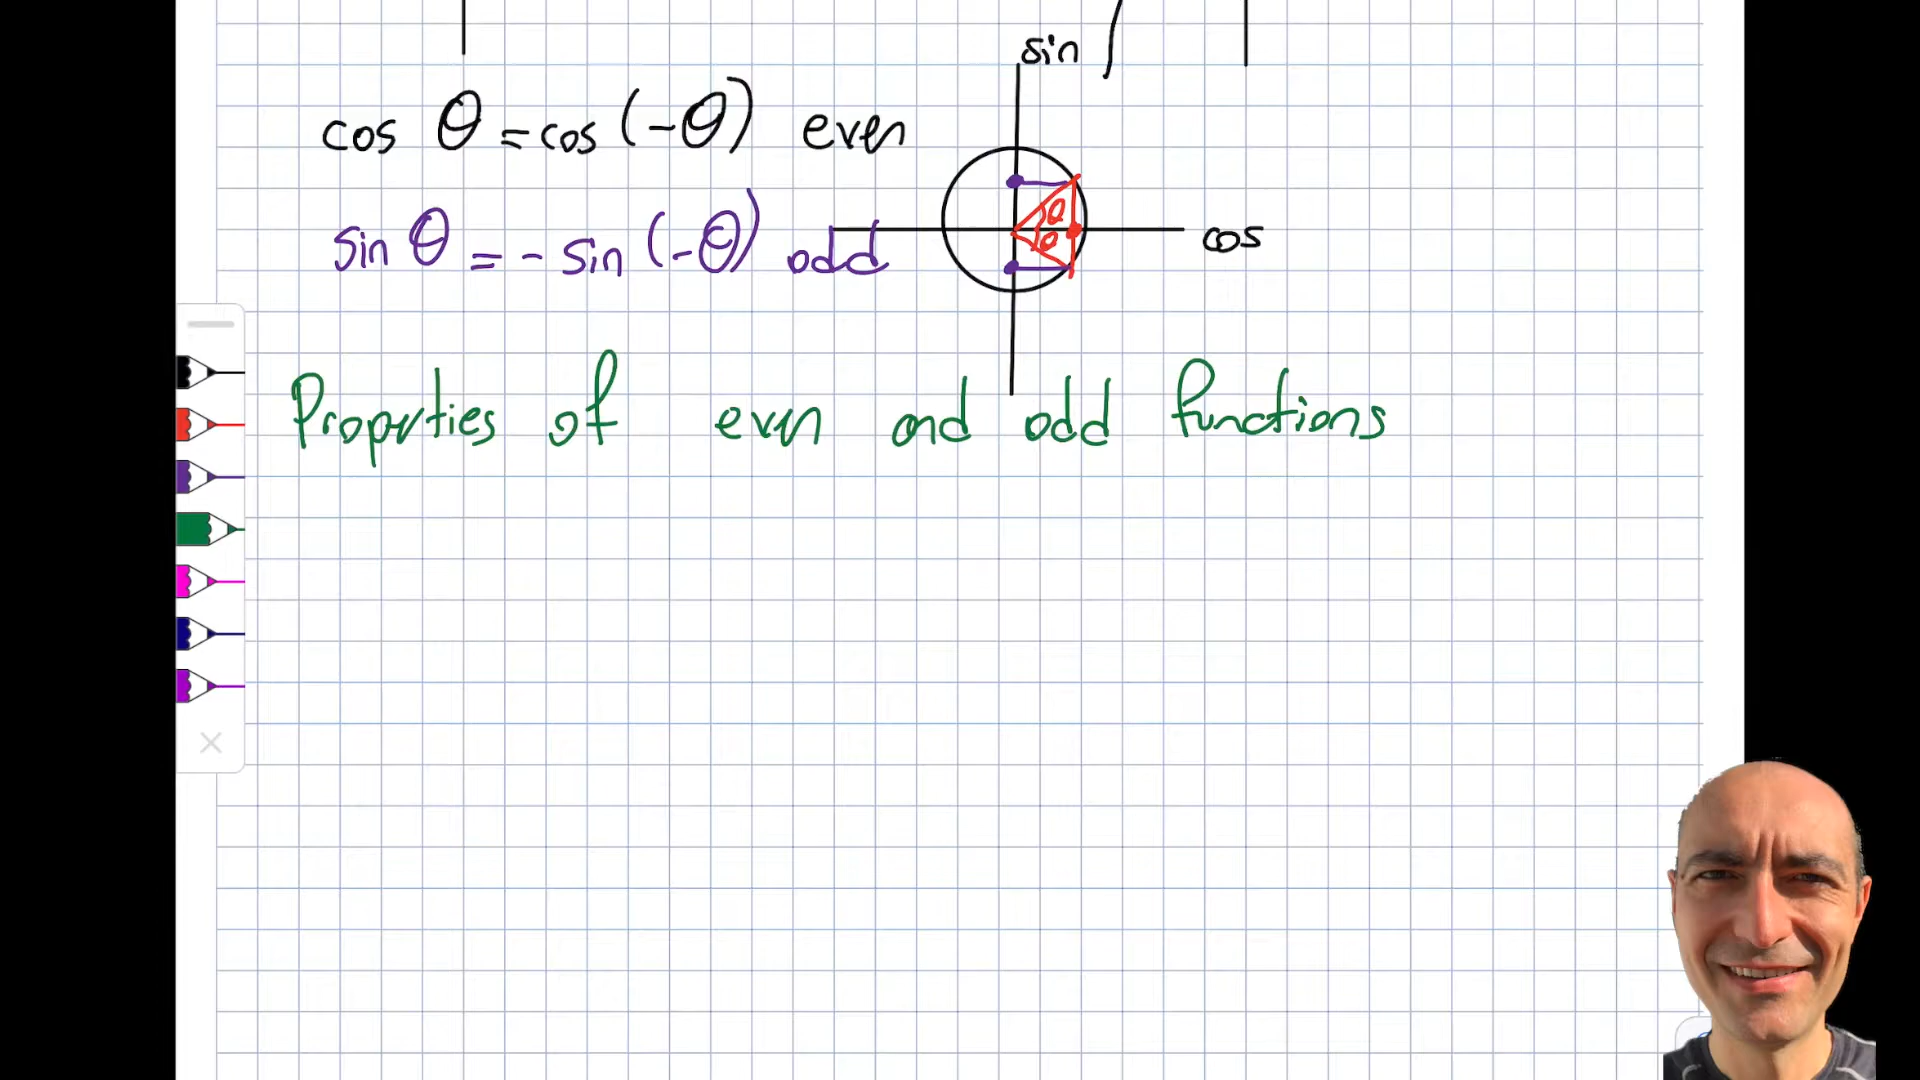 sin
cos θ = cos (-θ) even
sin θ = - sin (-θ) odd
θ
θ
cos
Properties of even and odd functions